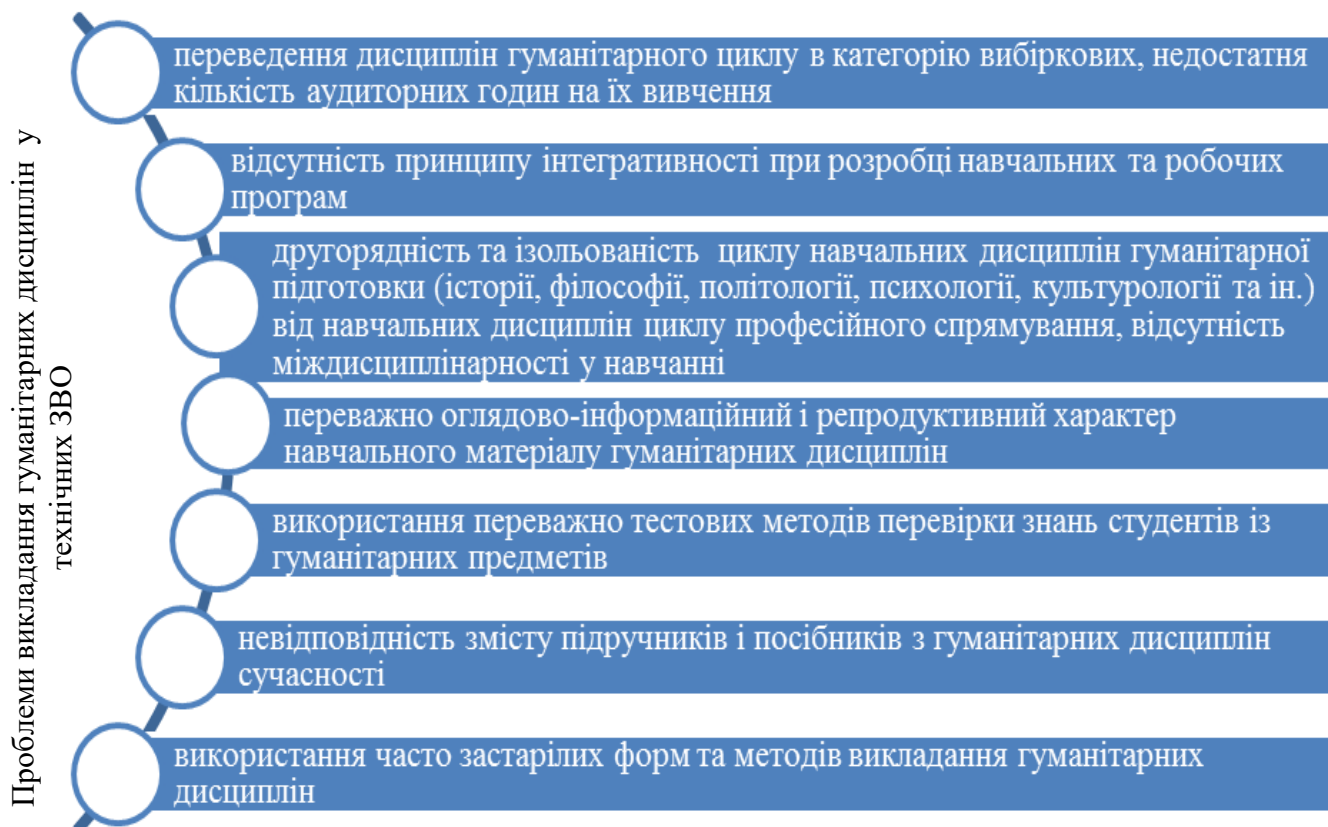 Проблеми викладання гуманітарних дисциплін у
технічних ЗВО
переведення дисциплін гуманітарного циклу в категорію вибіркових, недостатня
кількість аудиторних годин на їх вивчення
відсутність принципу інтегративності при розробці навчальних та робочих
програм
другорядність та ізольованість циклу навчальних дисциплін гуманітарної
підготовки (історії, філософії, політології, психології, культурології та ін.)
від навчальних дисциплін циклу професійного спрямування, відсутність
міждисциплінарності у навчанні
переважно оглядово-інформаційний і репродуктивний характер
навчального матеріалу гуманітарних дисциплін
використання переважно тестових методів перевірки знань студентів із
гуманітарних предметів
невідповідність змісту підручників і посібників з гуманітарних дисциплін
сучасності
використання часто застарілих форм та методів викладання гуманітарних
дисциплін